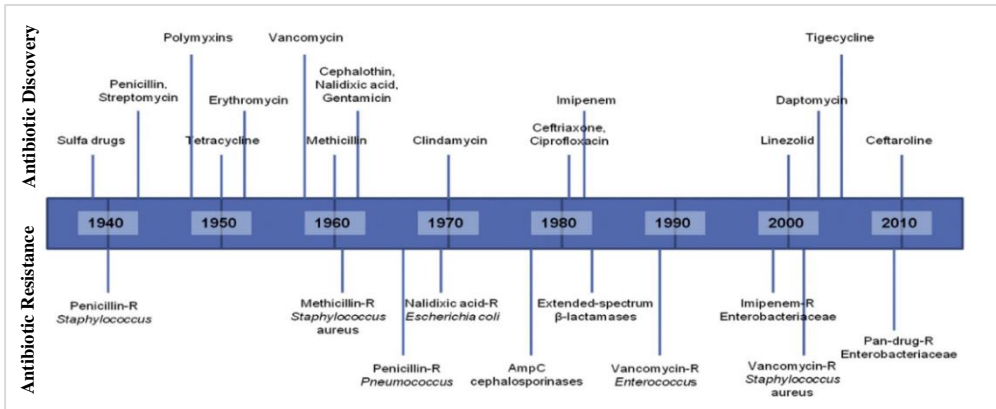 Antibiotic Discovery
Polymyxins
Vancomycin
Tigecycline
Penicillin,
Streptomycin
Erythromycin
Cephalothin,
Nalidixic acid,
Gentamicin
Imipenem
Daptomycin
Sulfa drugs
Tetracycline
Methicillin
Clindamycin
Ceftriaxone,
Ciprofloxacin
Linezolid
Ceftaroline
1940 1950 1960 1970 1980 1990 2000 2010
Antibiotic Resistance
Penicillin-R
Staphylococcus
Methicillin-R
Staphylococcus
aureus
Nalidixic acid-R
Escherichia coli
Extended-spectrum
β-lactamases
Imipenem-R
Enterobacteriaceae
Penicillin-R
Pneumococcus
AmpC
cephalosporinases
Vancomycin-R
Enterococcus
Vancomycin-R
Staphylococcus
aureus
Pan-drug-R
Enterobacteriaceae